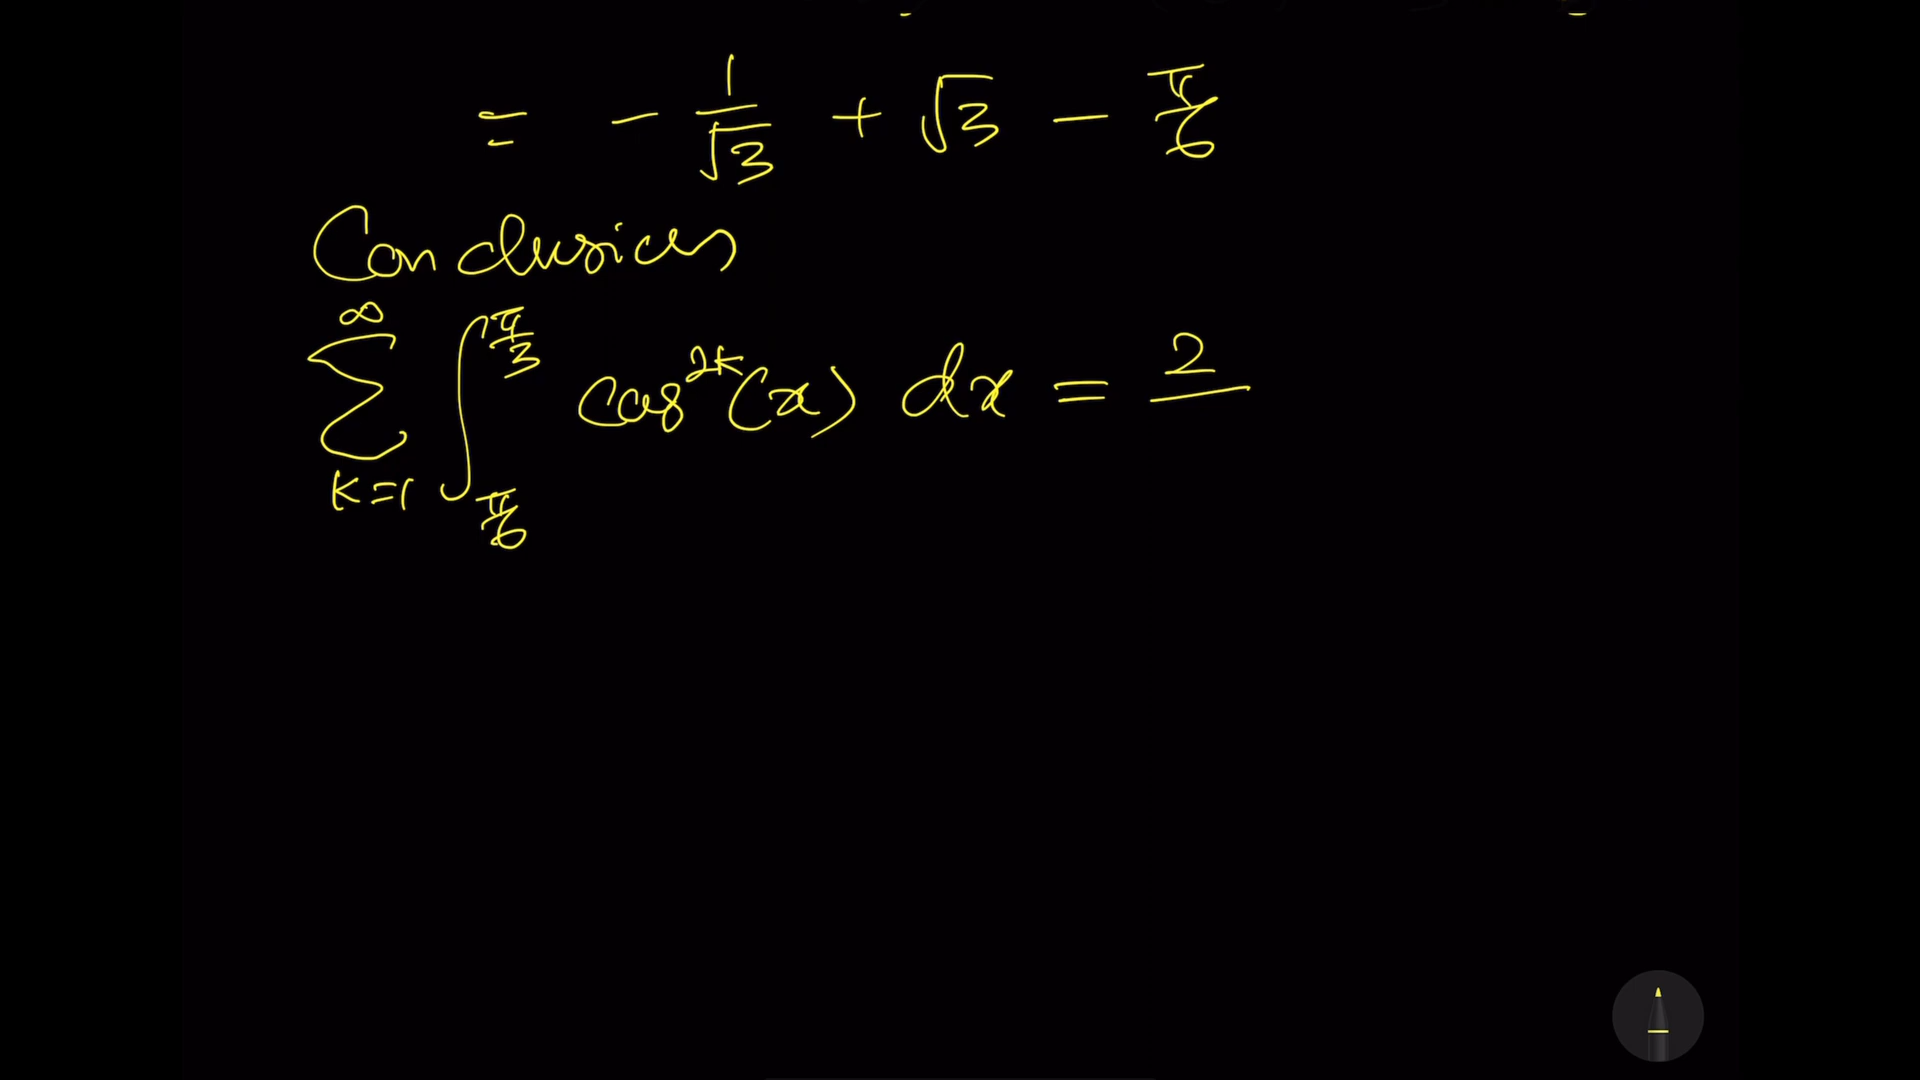 = - 1/√3 + √3 - π/6
Conclusion
∑_{k=1}^{∞} ∫_{π/6}^{π/3} cos^{2k}(x) dx = 2/